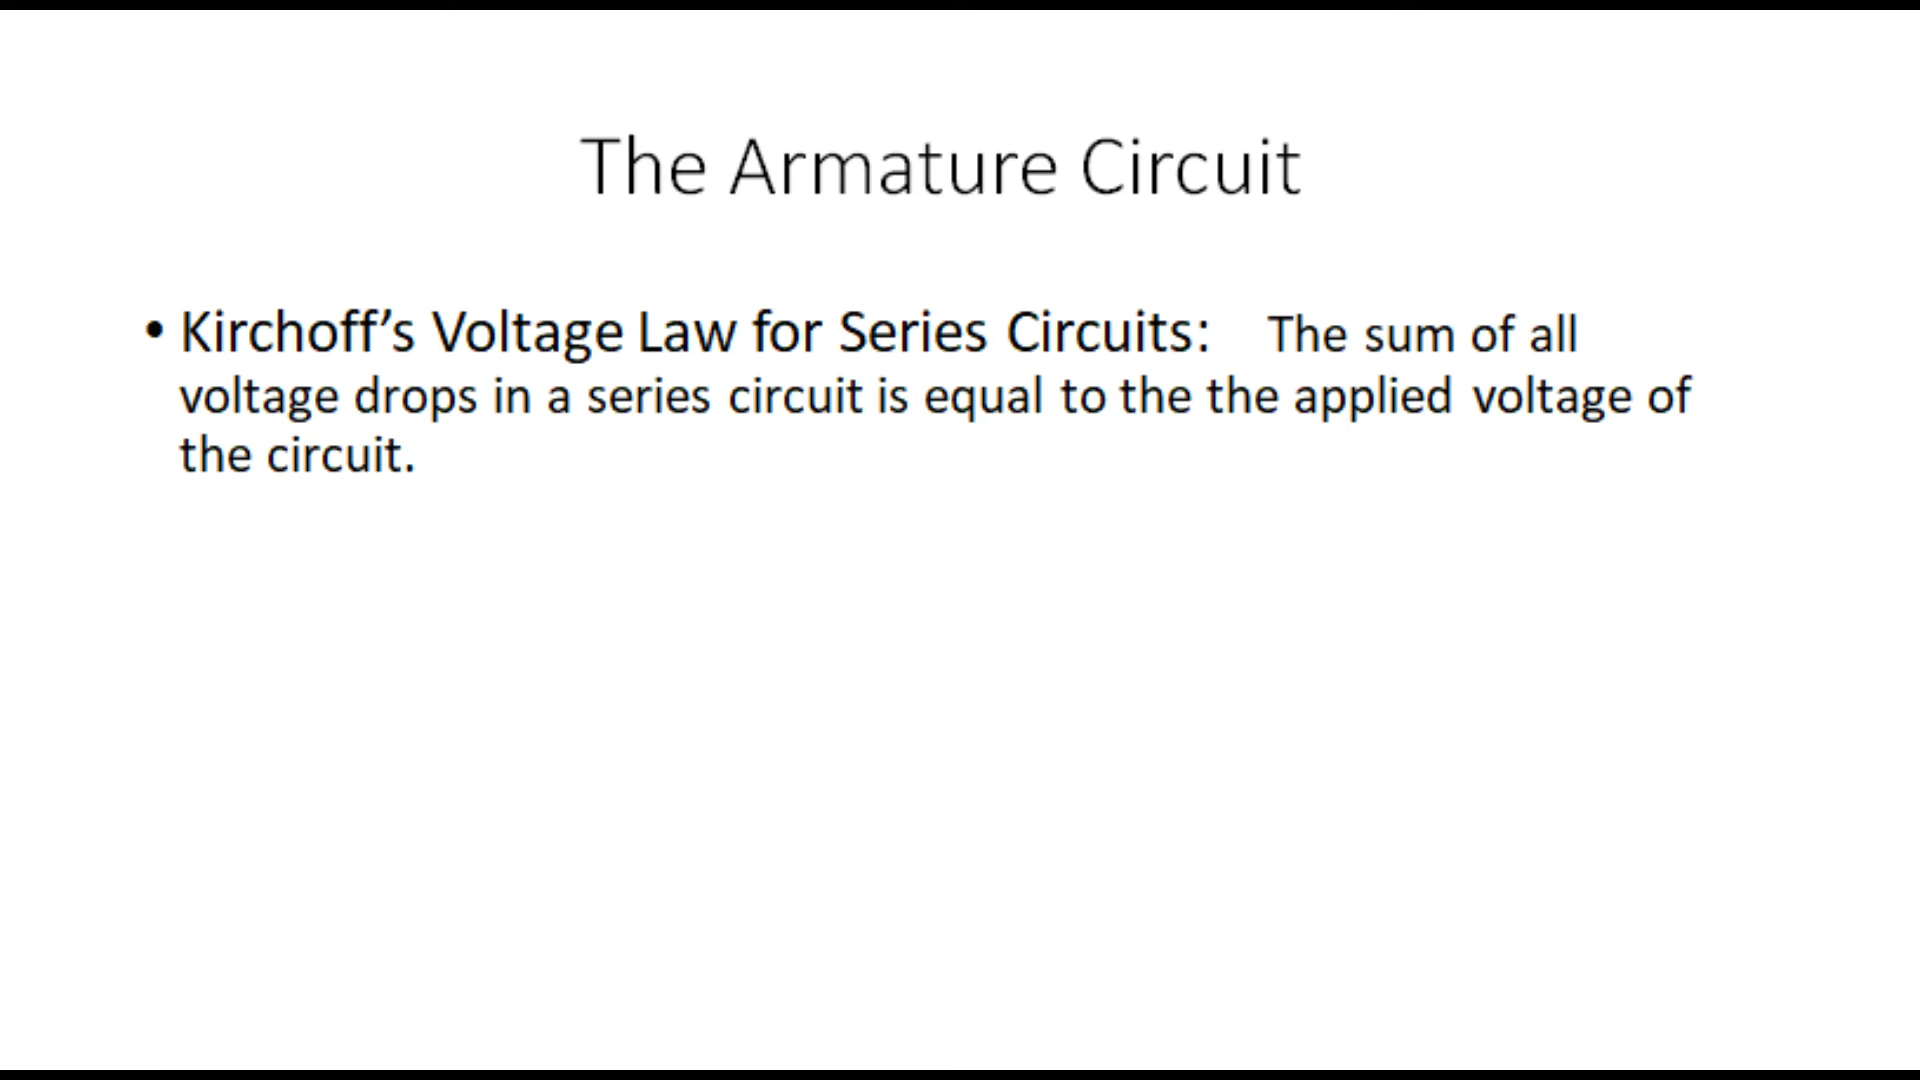 The Armature Circuit
• Kirchoff’s Voltage Law for Series Circuits: The sum of all
voltage drops in a series circuit is equal to the the applied voltage of
the circuit.